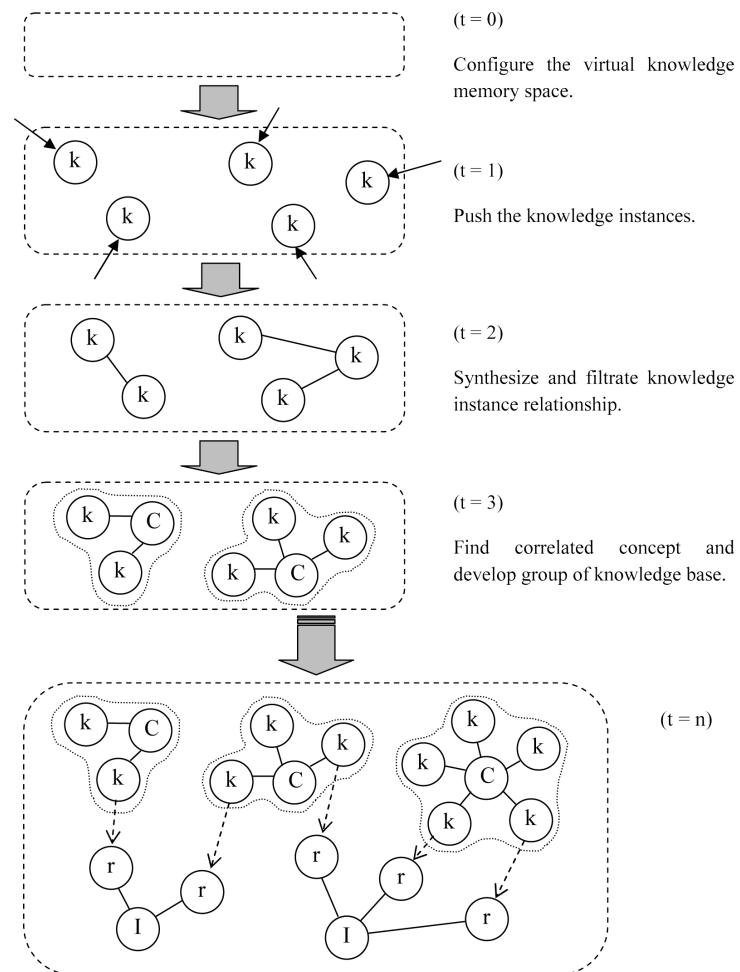 (t = 0)
Configure the virtual knowledge
memory space.
k
k
k
k
k
(t = 1)
Push the knowledge instances.
k
k
k
k
k
(t = 2)
Synthesize and filtrate knowledge
instance relationship.
k
C
k
k
k
k
C
(t = 3)
Find correlated concept and
develop group of knowledge base.
k
C
k
k
k
k
C
k
k
k
C
k
k
(t = n)
r
r
I
r
r
r
I